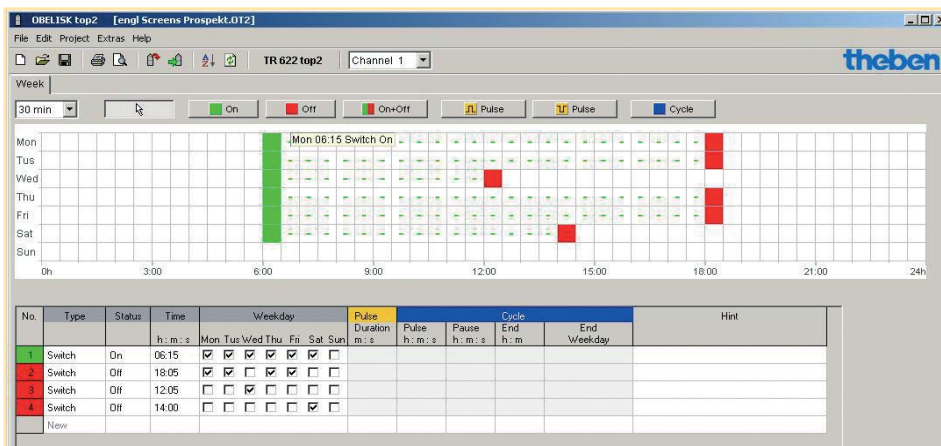 OBELISK top2 [engl Screens Prospekt.OT2]
File Edit Project Extras Help
TR 622 top2 Channel 1 theben
Week
30 min On Off On+Off Pulse Pulse Cycle
Mon Mon 06:15 Switch On
Tus
Wed
Thu
Fri
Sat
Sun
0h 3:00 6:00 9:00 12:00 15:00 18:00 21:00 24h
No. Type Status Time Weekday Pulse Cycle Hint
Duration Pulse Pause End End
h : m : s Mon Tus Wed Thu Fri Sat Sun m : s h : m : s h : m : s h : m Weekday
1 Switch On 06:15
2 Switch Off 18:05
3 Switch Off 12:05
4 Switch Off 14:00
New